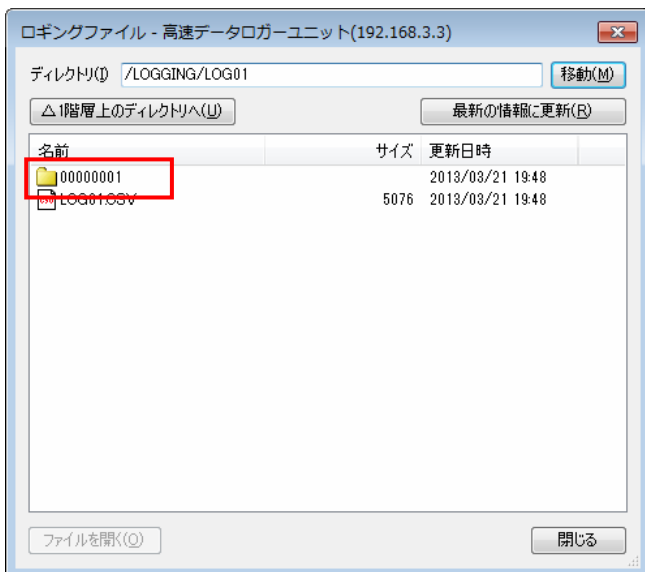 ロギングファイル - 高速データロガーユニット(192.168.3.3)
ディレクトリ(I) /LOGGING/LOG01 移動(M)
△1階層上のディレクトリへ(U) 最新の情報に更新(R)
名前 サイズ 更新日時
00000001 2013/03/21 19:48
LOG01.CSV 5076 2013/03/21 19:48
ファイルを開く(O) 閉じる